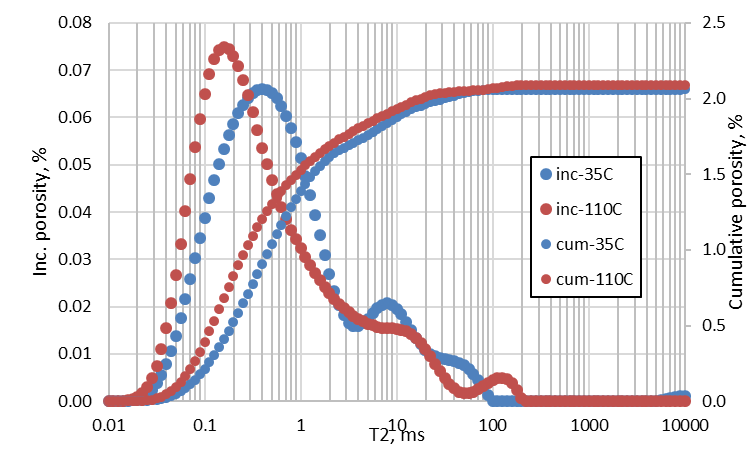 0.08
0.07
0.06
0.05
0.04
0.03
0.02
0.01
0.00
Inc. porosity, %
2.5
2.0
1.5
1.0
0.5
0.0
Cumulative porosity, %
inc-35C
inc-110C
cum-35C
cum-110C
0.01 0.1 1 10 100 1000 10000
T2, ms